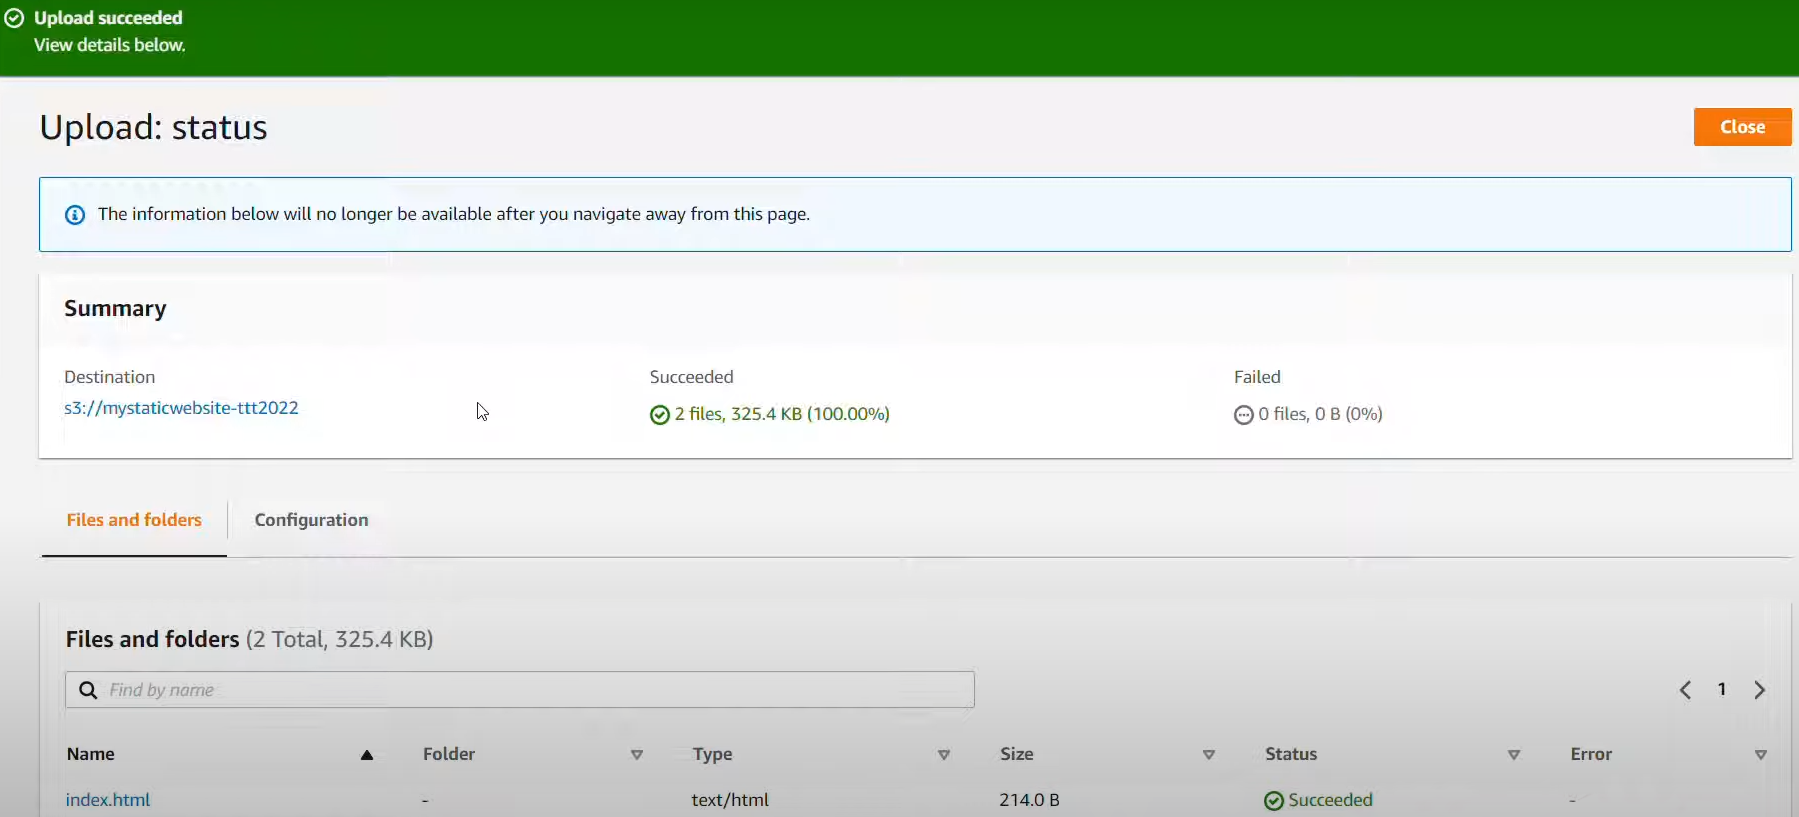 Upload succeeded
View details below.
Upload: status
Close
The information below will no longer be available after you navigate away from this page.
Summary
Destination
s3://mystaticwebsite-ttt2022
Succeeded
2 files, 325.4 KB (100.00%)
Failed
0 files, 0 B (0%)
Files and folders
Configuration
Files and folders (2 Total, 325.4 KB)
Find by name
1
Name Folder Type Size Status Error
index.html - text/html 214.0 B Succeeded -